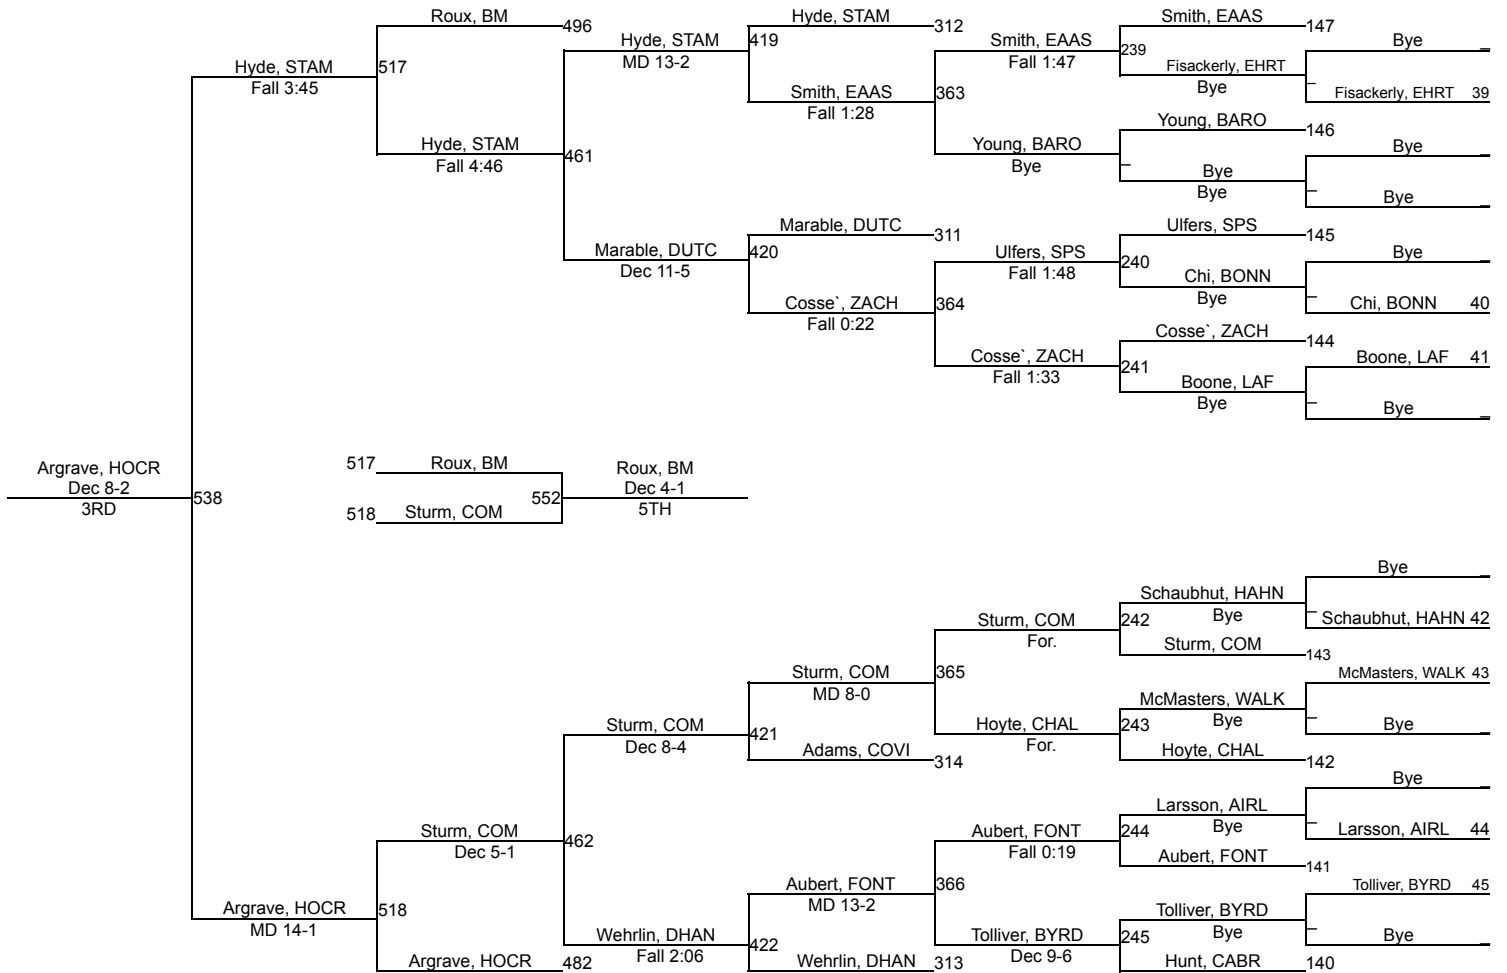 Roux, BM
496
Hyde, STAM
312
Smith, EAAS
147
Hyde, STAM
419
Smith, EAAS
239
Bye
_
MD 13-2
Fall 1:47
Hyde, STAM
517
Fisackerly, EHRT
Fall 3:45
Bye
_
Smith, EAAS
363
Fisackerly, EHRT 39
Fall 1:28
Young, BARO
146
Hyde, STAM
461
Young, BARO
Bye
_
Fall 4:46
Bye
_
Bye
Bye
_
Bye
_
Marable, DUTC
311
Ulfers, SPS
145
Marable, DUTC
420
Ulfers, SPS
240
Bye
_
Dec 11-5
Fall 1:48
Chi, BONN
Bye
_
Cosse`, ZACH
364
Chi, BONN 40
Fall 0:22
Cosse`, ZACH
144
Cosse`, ZACH
241
Boone, LAF 41
Fall 1:33
Boone, LAF
Bye
_
Bye
_
Argrave, HOCR
517
Roux, BM
Roux, BM
Dec 8-2
538
552
Dec 4-1
3RD
518
Sturm, COM
5TH
Bye
_
Schaubhut, HAHN
Sturm, COM
242
Bye
_
Schaubhut, HAHN 42
For.
Sturm, COM
143
Sturm, COM
365
McMasters, WALK 43
MD 8-0
McMasters, WALK
Sturm, COM
421
Hoyte, CHAL
243
Bye
_
Bye
_
Dec 8-4
For.
Adams, COVI
314
Hoyte, CHAL
142
Bye
_
Larsson, AIRL
Sturm, COM
462
Aubert, FONT
244
Bye
_
Larsson, AIRL 44
Dec 5-1
Fall 0:19
Aubert, FONT
141
Aubert, FONT
366
Tolliver, BYRD 45
MD 13-2
Argrave, HOCR
518
Tolliver, BYRD
MD 14-1
Bye
_
Wehrlin, DHAN
422
Tolliver, BYRD
245
Bye
_
Fall 2:06
Dec 9-6
Argrave, HOCR
482
Wehrlin, DHAN
313
Hunt, CABR
140